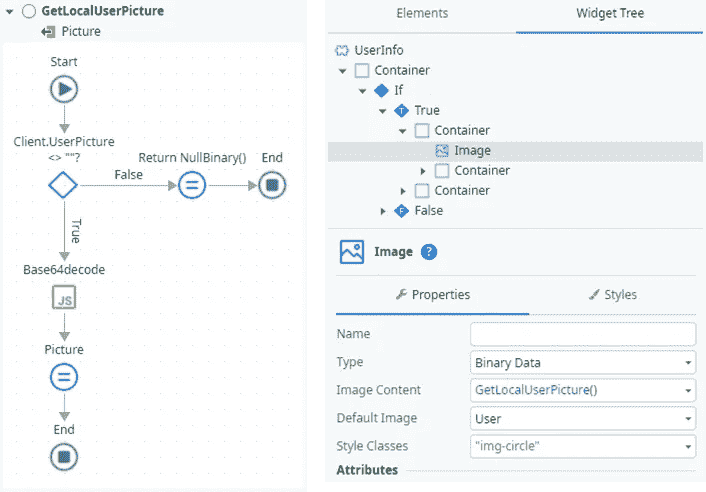 GetLocalUserPicture
Picture
Start
Client.UserPicture
<> ""?
False
Return NullBinary()
End
True
Base64decode
JS
Picture
End
Elements
Widget Tree
UserInfo
Container
If
T
True
Container
Image
Container
Container
F
False
Image
?
Properties
Styles
Name
Type
Binary Data
Image Content
GetLocalUserPicture()
Default Image
User
Style Classes
"img-circle"
Attributes